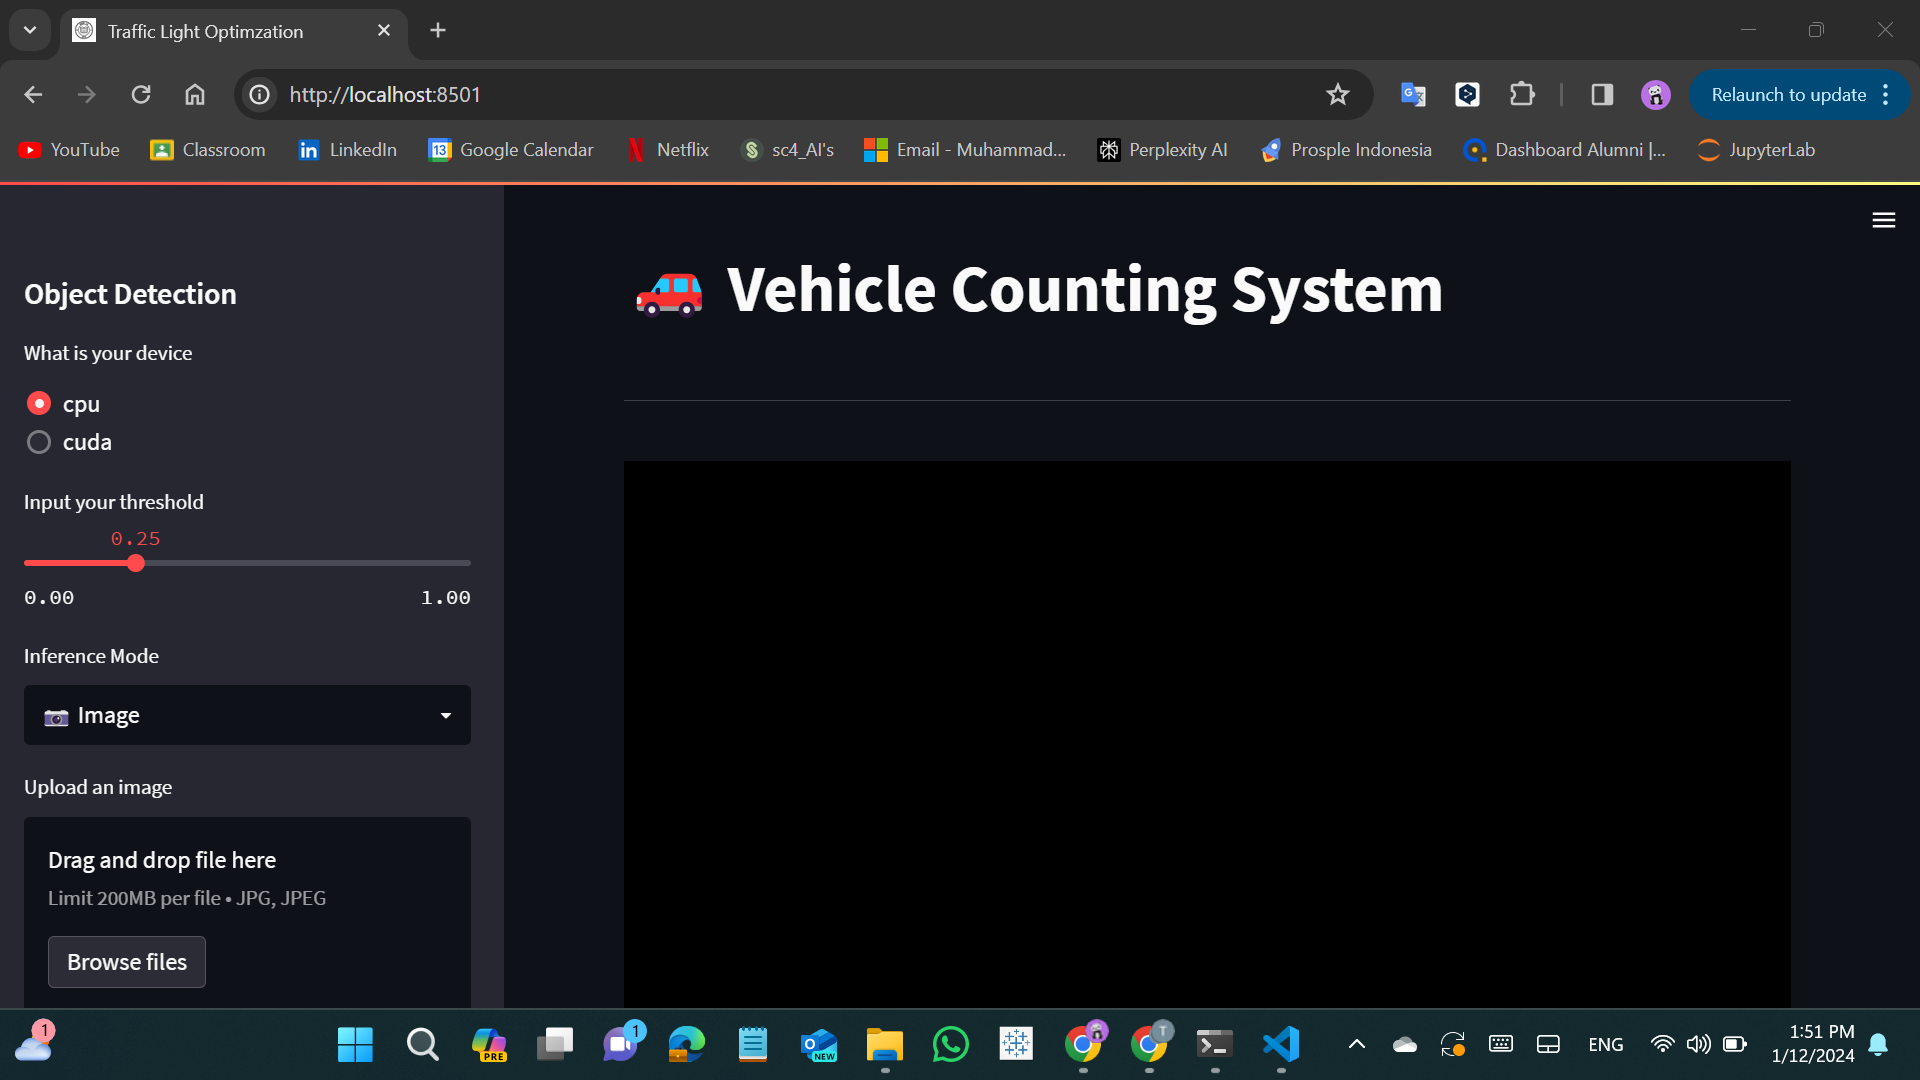 Traffic Light Optimzation
http://localhost:8501
Relaunch to update
YouTube
Classroom
LinkedIn
13 Google Calendar
Netflix
sc4_AI's
Email - Muhammad...
Perplexity AI
Prosple Indonesia
Dashboard Alumni |...
JupyterLab
Object Detection
What is your device
cpu
cuda
Input your threshold
0.25
0.00 1.00
Inference Mode
Image
Upload an image
Drag and drop file here
Limit 200MB per file • JPG, JPEG
Browse files
Vehicle Counting System
1
PRE
1
NEW
T
ENG
1:51 PM
1/12/2024